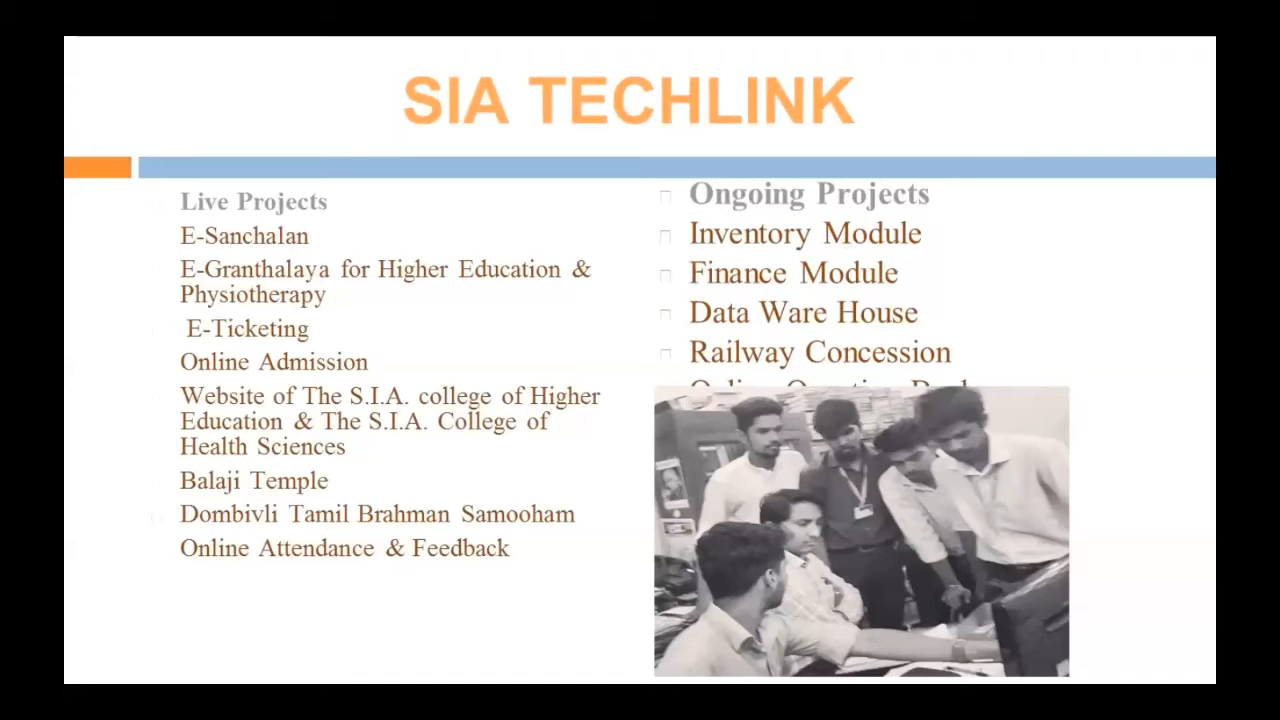 SIA TECHLINK
Live Projects
E-Sanchalan
E-Granthalaya for Higher Education &
Physiotherapy
E-Ticketing
Online Admission
Website of The S.I.A. college of Higher
Education & The S.I.A. College of
Health Sciences
Balaji Temple
Dombivli Tamil Brahman Samooham
Online Attendance & Feedback
Ongoing Projects
Inventory Module
Finance Module
Data Ware House
Railway Concession
Online